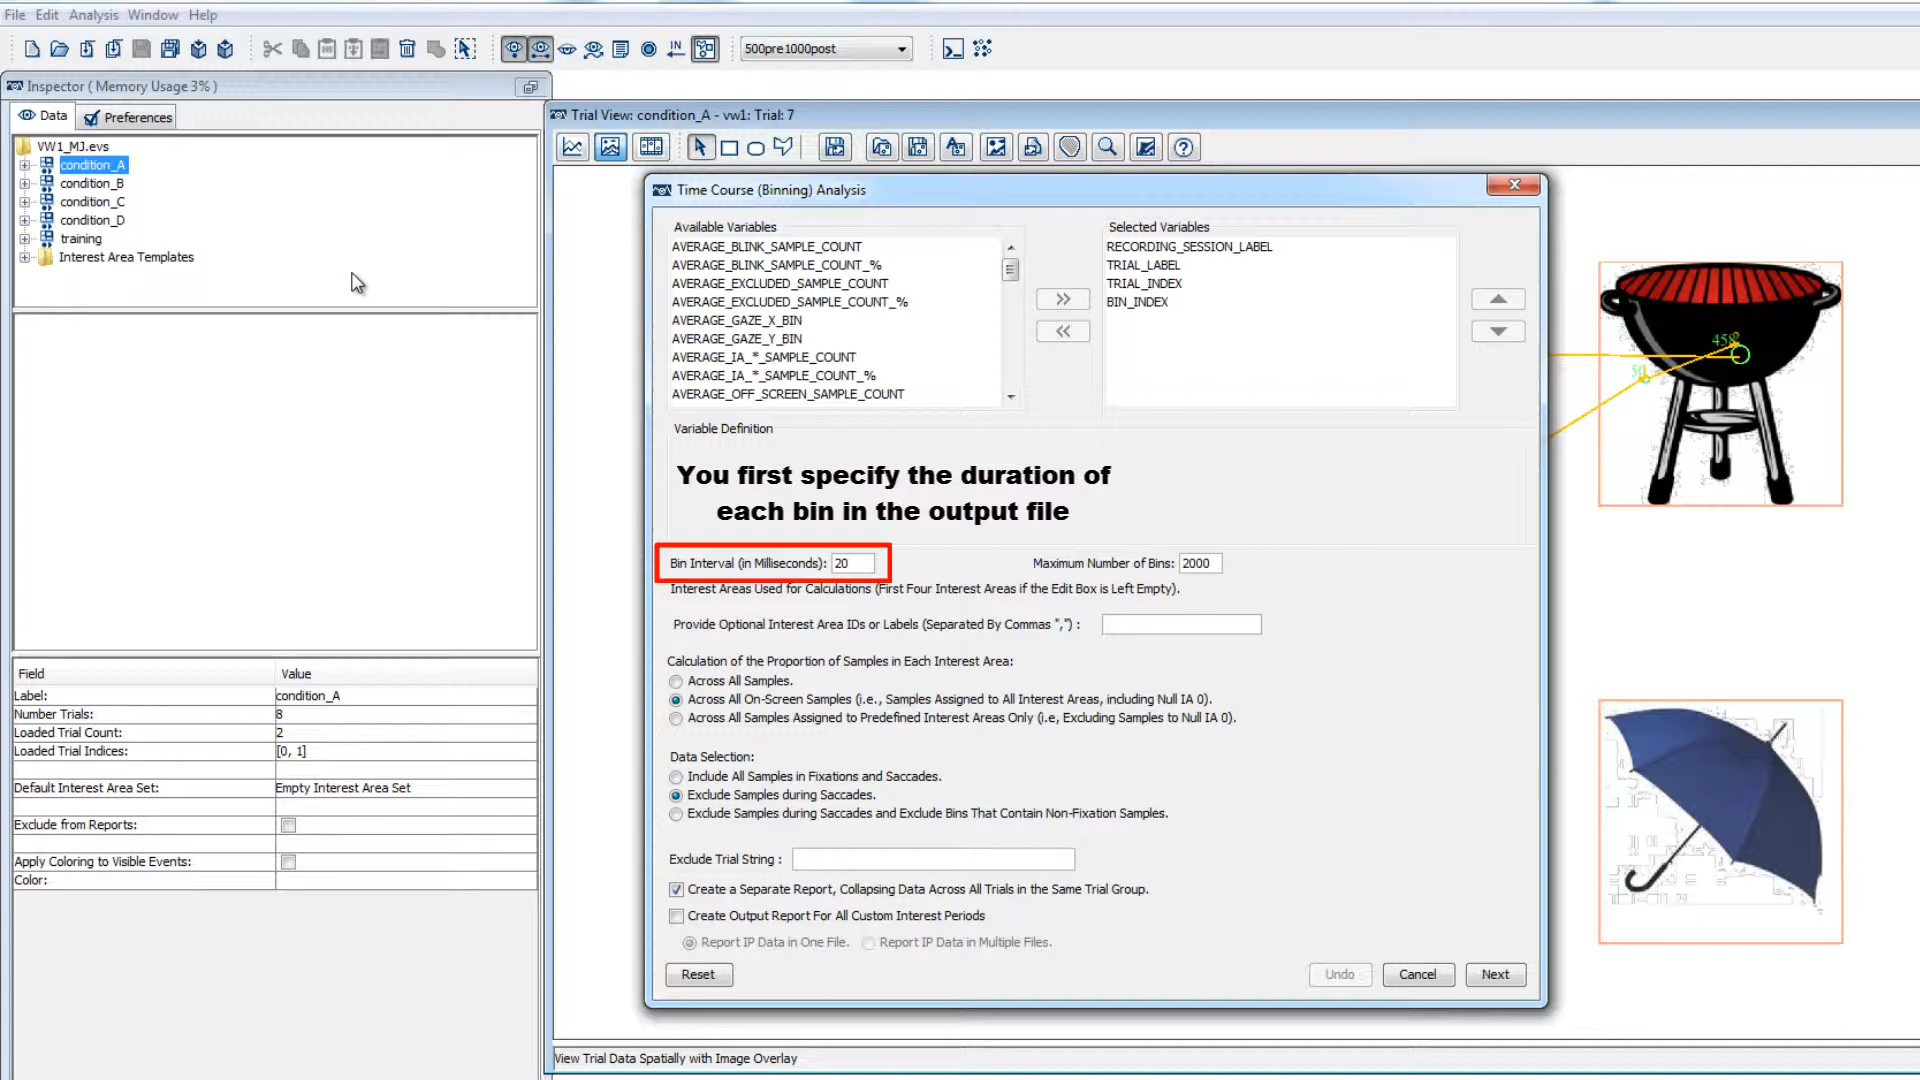 File Edit Analysis Window Help
IN
500pre1000post
Inspector ( Memory Usage 3% )
Data
Preferences
VW1_MJ.evs
condition_A
condition_B
condition_C
condition_D
training
Interest Area Templates
Field Value
Label: condition_A
Number Trials: 8
Loaded Trial Count: 2
Loaded Trial Indices: [0, 1]
Default Interest Area Set: Empty Interest Area Set
Exclude from Reports:
Apply Coloring to Visible Events:
Color:
Trial View: condition_A - vw1: Trial: 7
Time Course (Binning) Analysis
Available Variables
AVERAGE_BLINK_SAMPLE_COUNT
AVERAGE_BLINK_SAMPLE_COUNT_%
AVERAGE_EXCLUDED_SAMPLE_COUNT
AVERAGE_EXCLUDED_SAMPLE_COUNT_%
AVERAGE_GAZE_X_BIN
AVERAGE_GAZE_Y_BIN
AVERAGE_IA_*_SAMPLE_COUNT
AVERAGE_IA_*_SAMPLE_COUNT_%
AVERAGE_OFF_SCREEN_SAMPLE_COUNT
>>
<<
Selected Variables
RECORDING_SESSION_LABEL
TRIAL_LABEL
TRIAL_INDEX
BIN_INDEX
Variable Definition
You first specify the duration of
each bin in the output file
Bin Interval (in Milliseconds): 20
Maximum Number of Bins: 2000
Interest Areas Used for Calculations (First Four Interest Areas if the Edit Box is Left Empty).
Provide Optional Interest Area IDs or Labels (Separated By Commas ",") :
Calculation of the Proportion of Samples in Each Interest Area:
Across All Samples.
Across All On-Screen Samples (i.e., Samples Assigned to All Interest Areas, including Null IA 0).
Across All Samples Assigned to Predefined Interest Areas Only (i.e, Excluding Samples to Null IA 0).
Data Selection:
Include All Samples in Fixations and Saccades.
Exclude Samples during Saccades.
Exclude Samples during Saccades and Exclude Bins That Contain Non-Fixation Samples.
Exclude Trial String :
Create a Separate Report, Collapsing Data Across All Trials in the Same Trial Group.
Create Output Report For All Custom Interest Periods
Report IP Data in One File. Report IP Data in Multiple Files.
Reset Undo Cancel Next
View Trial Data Spatially with Image Overlay